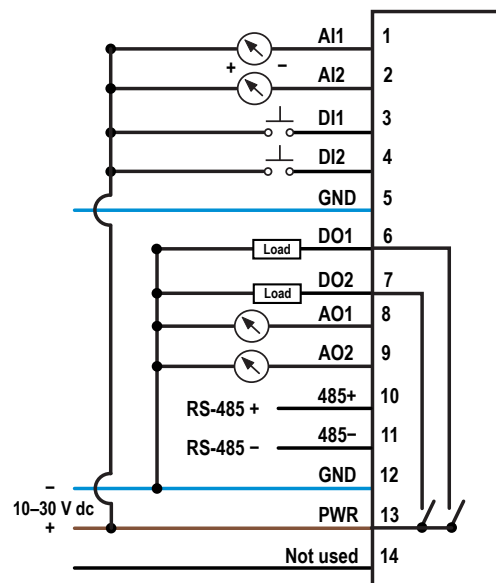 AI1 1
+ −
AI2 2
DI1 3
DI2 4
GND 5
DO1 6
Load
DO2 7
Load
AO1 8
AO2 9
RS-485 + 485+ 10
RS-485 − 485− 11
GND 12
−
10–30 V dc
+
PWR 13
Not used 14